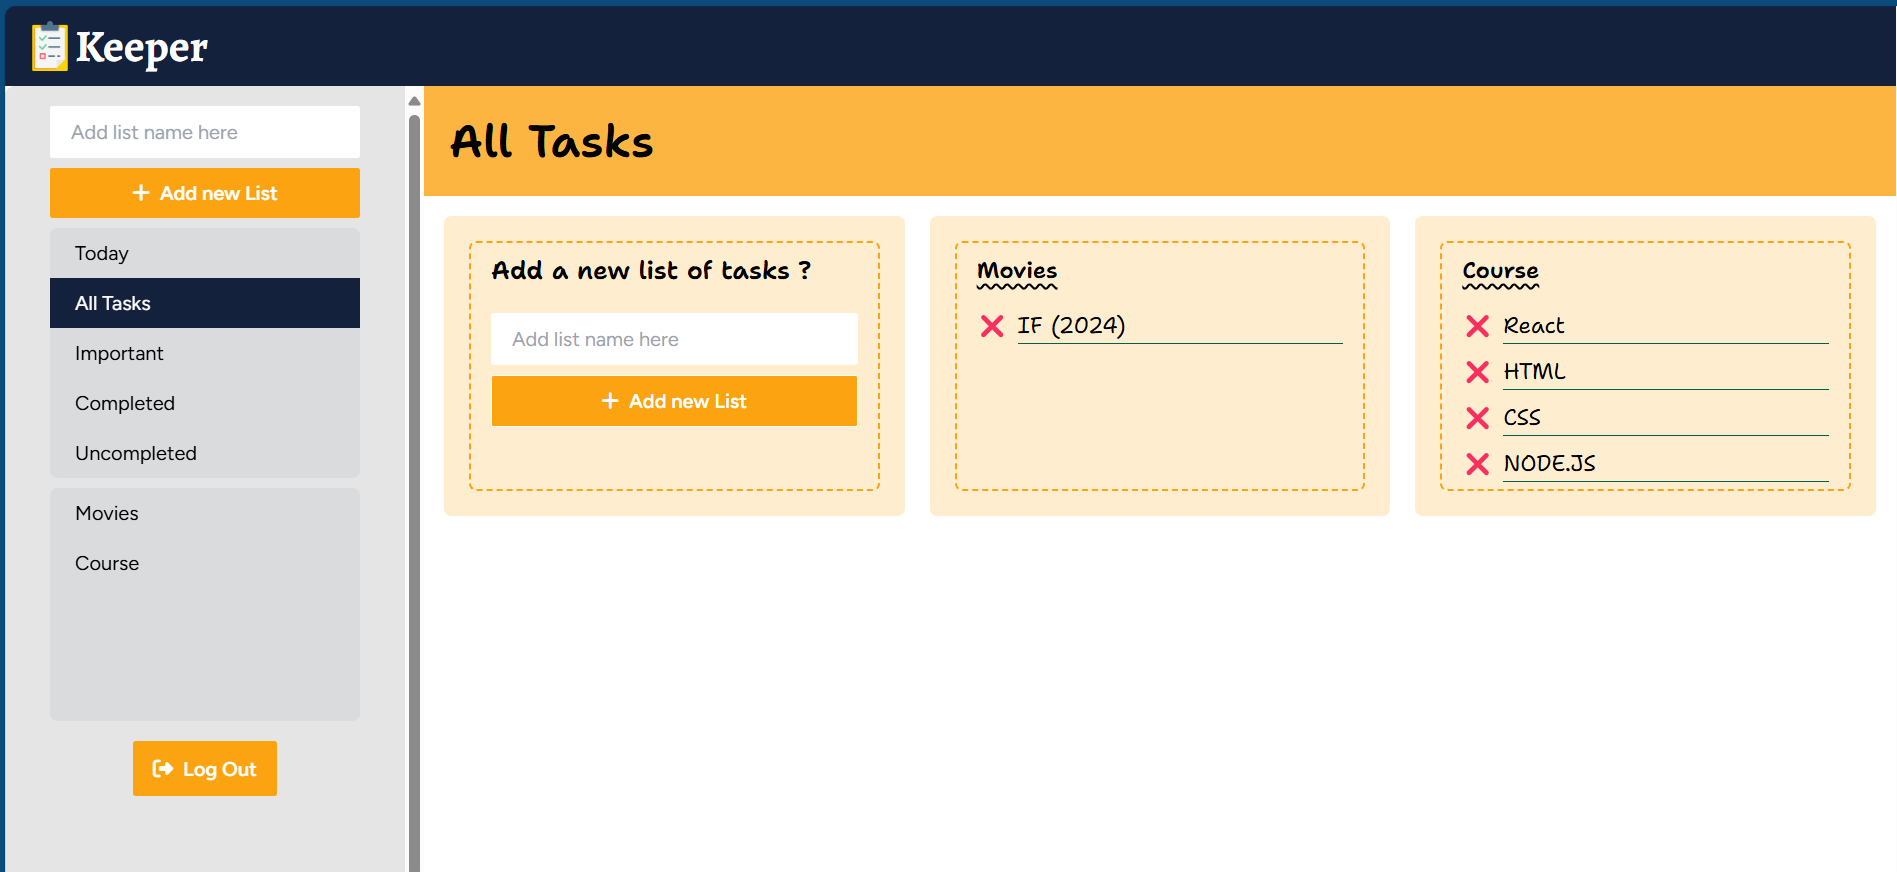 Keeper
Add list name here
Add new List
Today
All Tasks
Important
Completed
Uncompleted
Movies
Course
Log Out
All Tasks
Add a new list of tasks ?
Add list name here
Add new List
Movies
IF (2024)
Course
React
HTML
CSS
NODE.JS